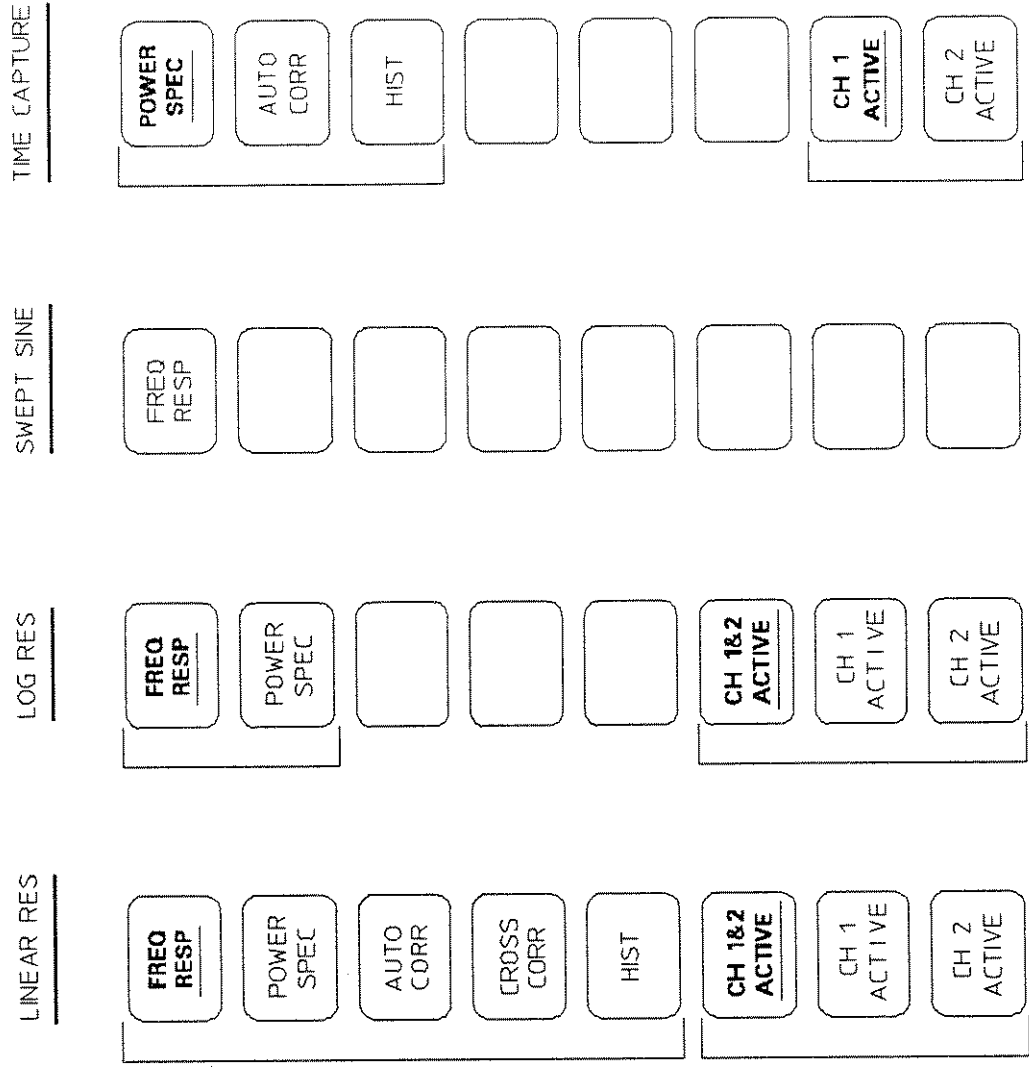 LINEAR RES
FREQ
RESP
POWER
SPEC
AUTO
CORR
CROSS
CORR
HIST
CH 1&2
ACTIVE
CH 1
ACTIVE
CH 2
ACTIVE
LOG RES
FREQ
RESP
POWER
SPEC
CH 1&2
ACTIVE
CH 1
ACTIVE
CH 2
ACTIVE
SWEPT SINE
FREQ
RESP
TIME CAPTURE
POWER
SPEC
AUTO
CORR
HIST
CH 1
ACTIVE
CH 2
ACTIVE